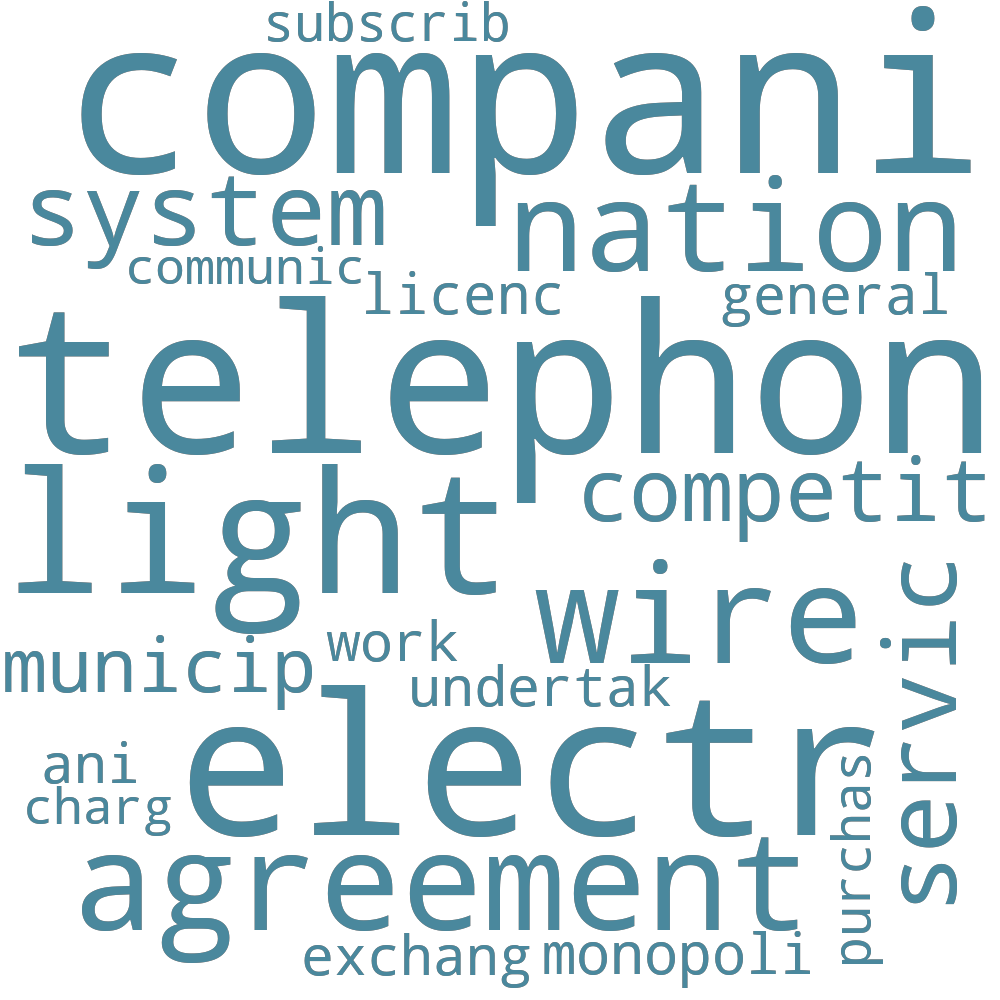 subscrib
compani
system
nation
communic
licenc
general
telephon
light
competit
wire
servic
municip
work
undertak
electr
ani
charg
purchas
agreement
exchang
monopoli